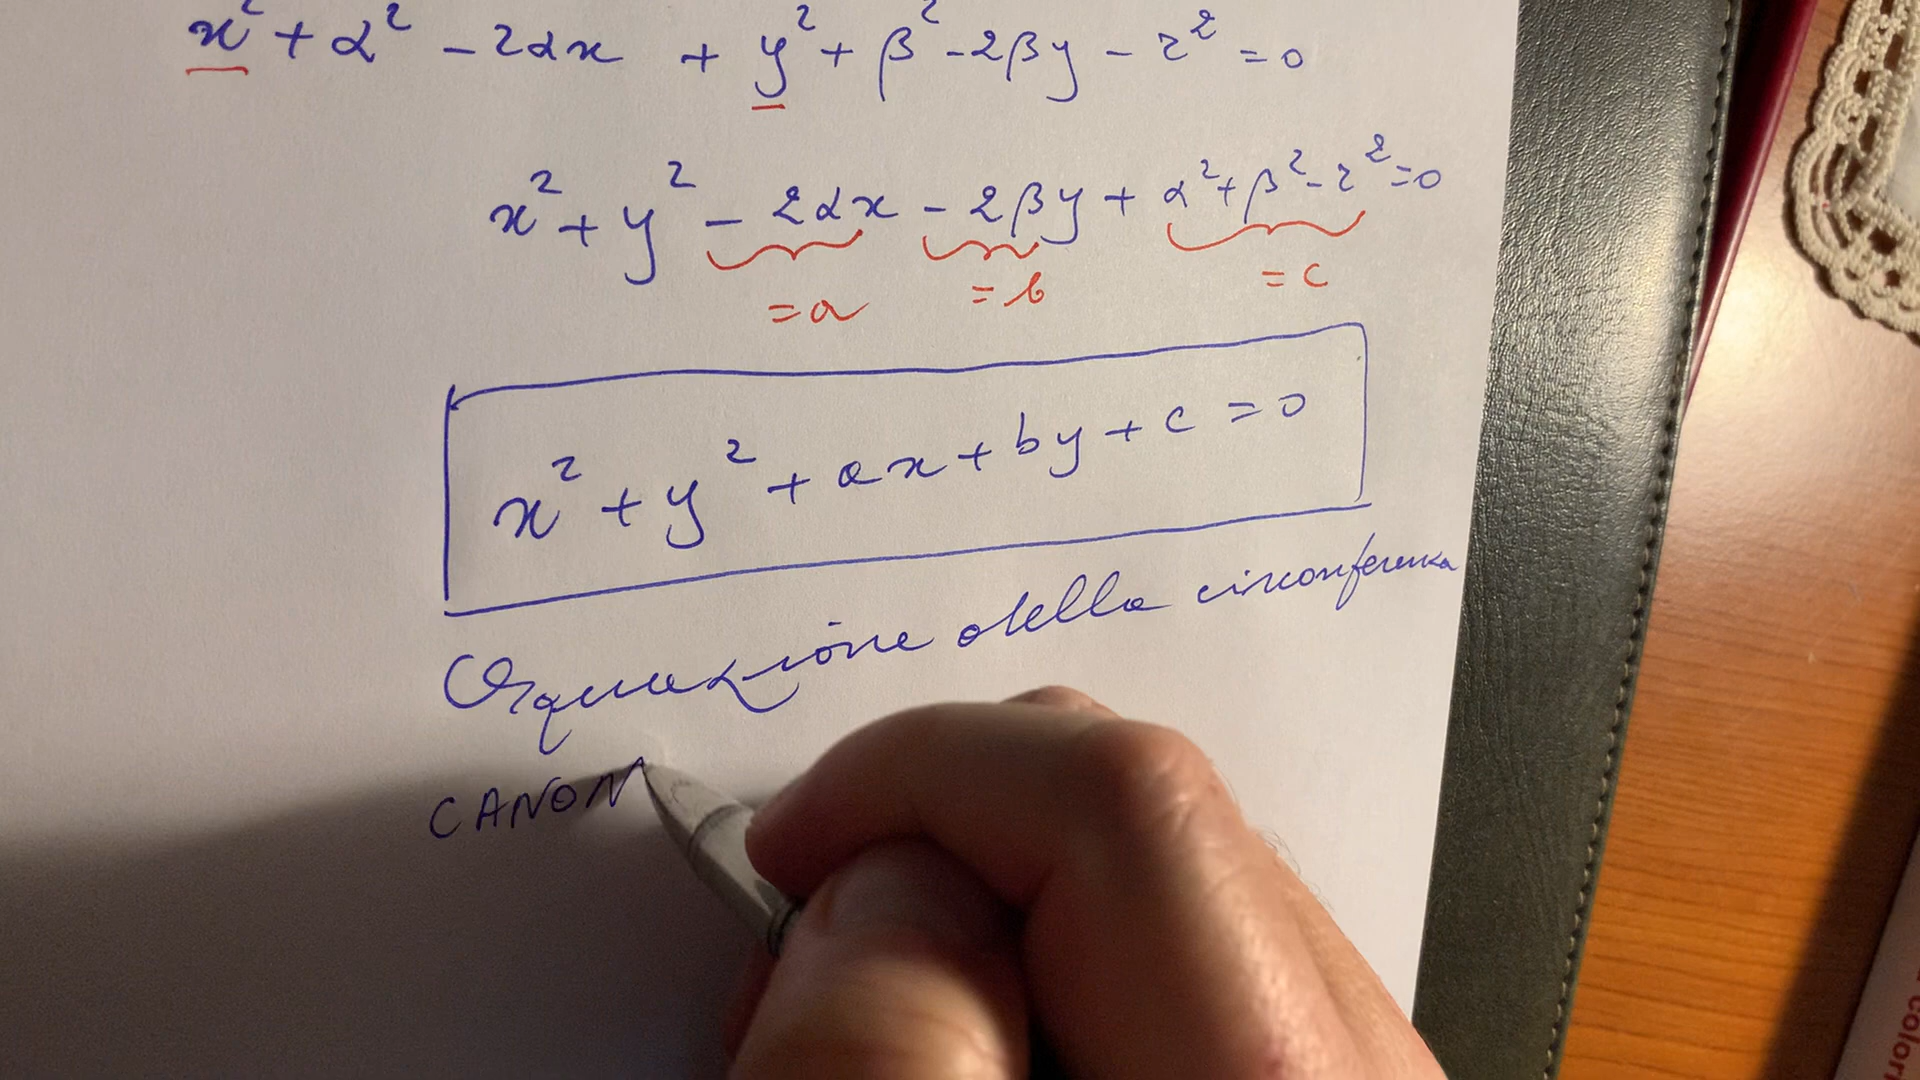 x² + α² - 2αx + y² + β² - 2βy - r² = 0
x² + y² - 2αx - 2βy + α² + β² - r² = 0
= a = b = c
x² + y² + ax + by + c = 0
Equazione della circonferenza
CANON
colori